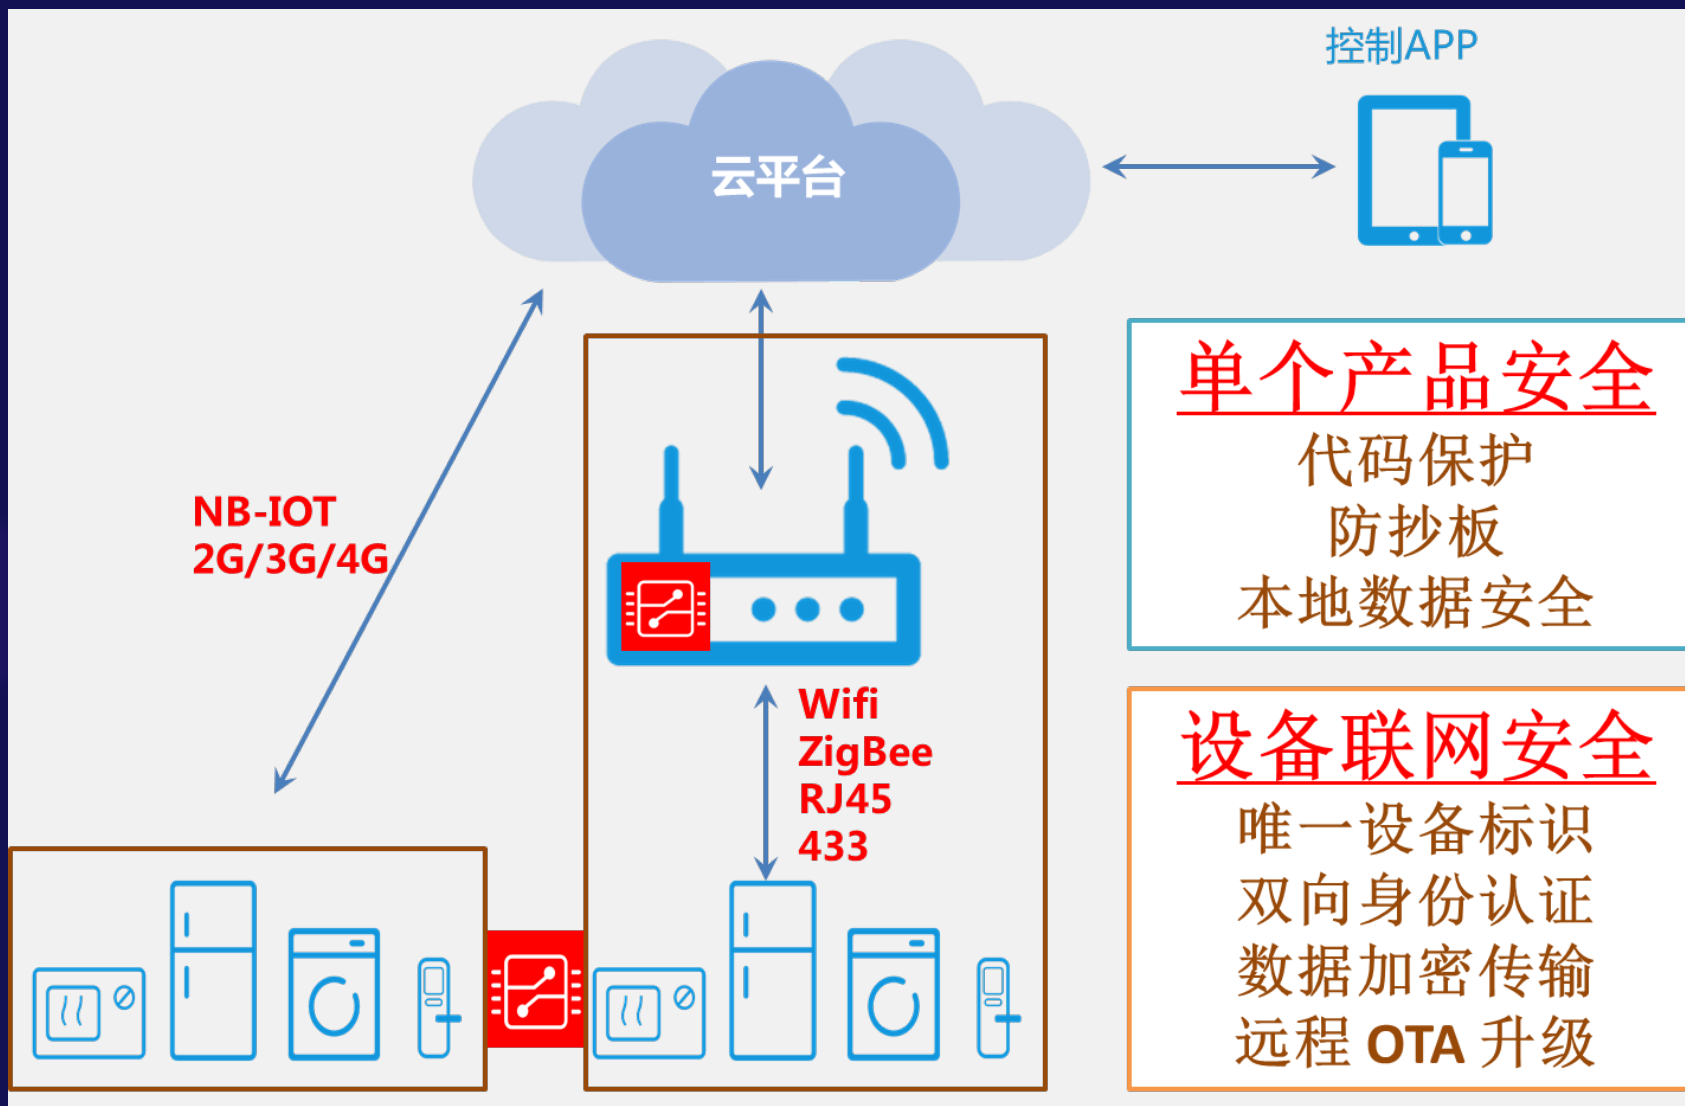 控制APP
云平台
NB-IOT
2G/3G/4G
Wifi
ZigBee
RJ45
433
单个产品安全
代码保护
防抄板
本地数据安全
设备联网安全
唯一设备标识
双向身份认证
数据加密传输
远程 OTA 升级